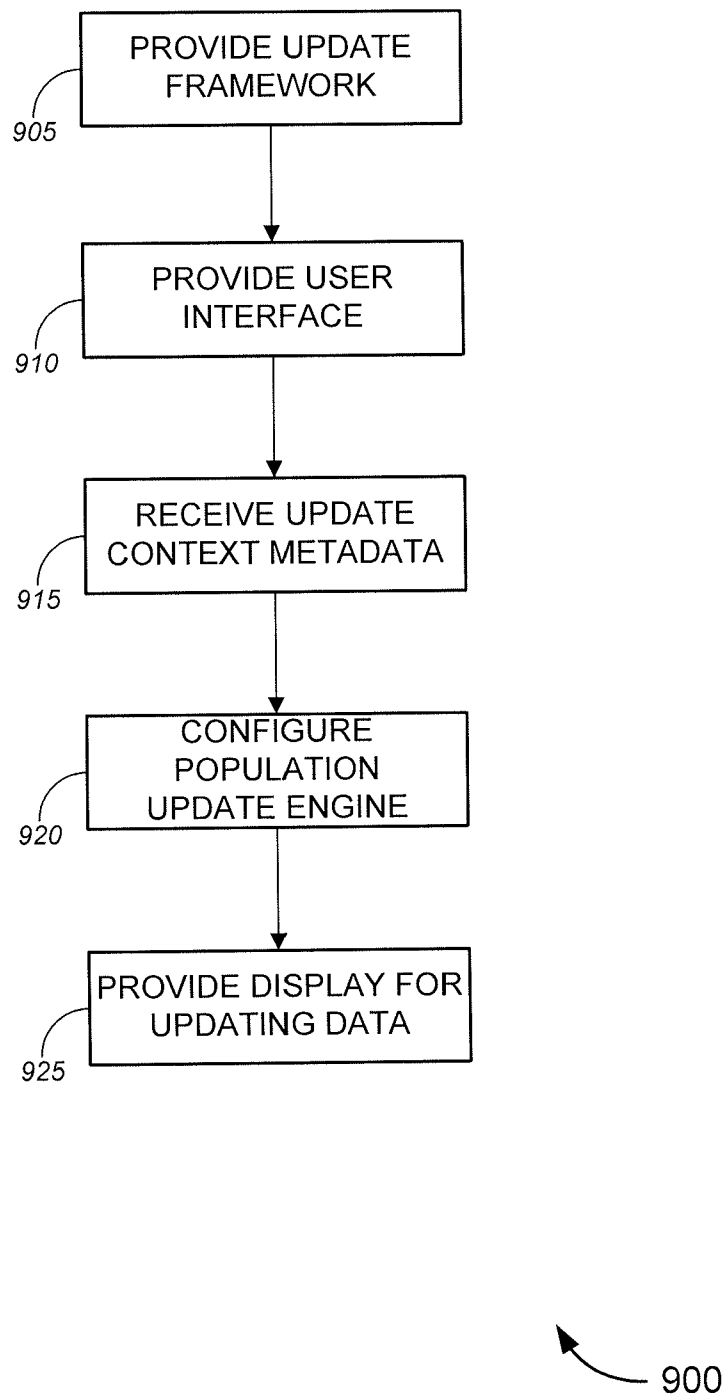 PROVIDE UPDATE
FRAMEWORK
905
PROVIDE USER
INTERFACE
910
RECEIVE UPDATE
CONTEXT METADATA
915
CONFIGURE
POPULATION
UPDATE ENGINE
920
PROVIDE DISPLAY FOR
UPDATING DATA
925
900